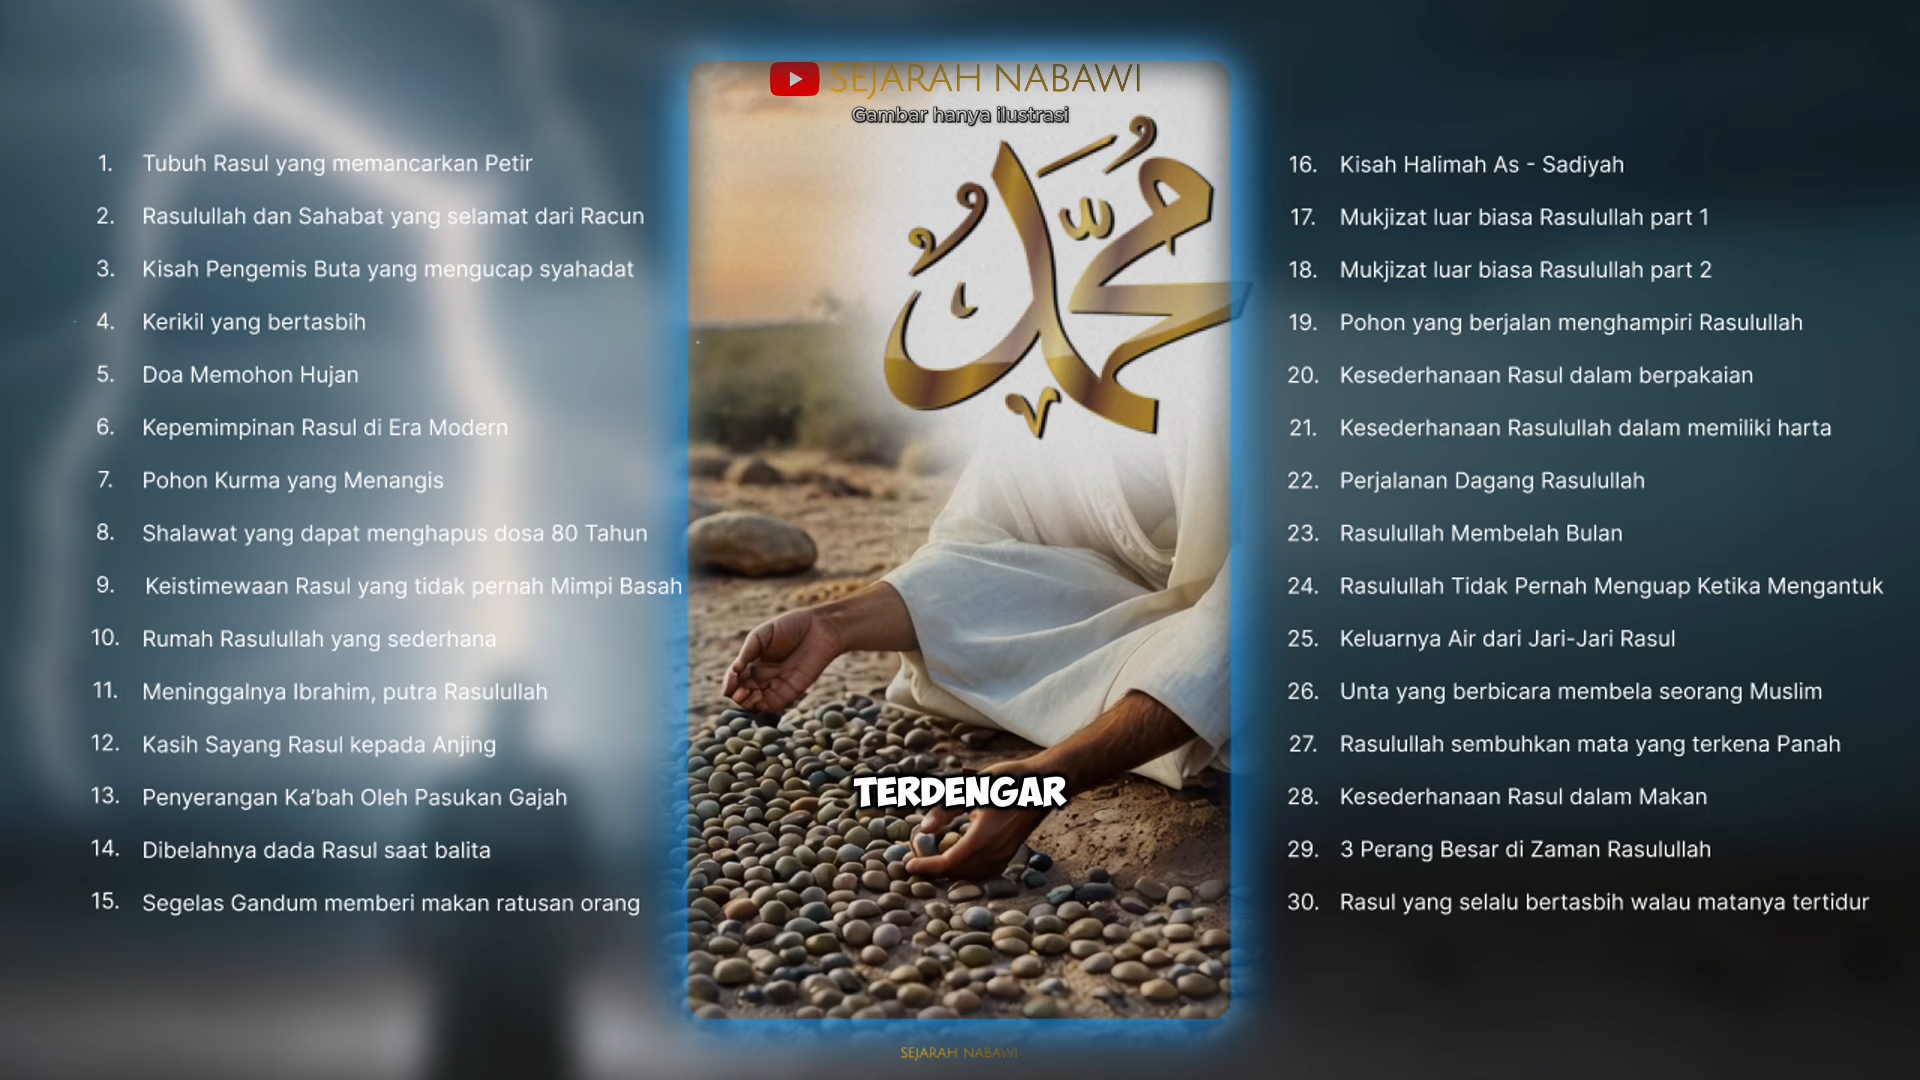 SEJARAH NABAWI
Gambar hanya ilustrasi
محمد
1. Tubuh Rasul yang memancarkan Petir
2. Rasulullah dan Sahabat yang selamat dari Racun
3. Kisah Pengemis Buta yang mengucap syahadat
4. Kerikil yang bertasbih
5. Doa Memohon Hujan
6. Kepemimpinan Rasul di Era Modern
7. Pohon Kurma yang Menangis
8. Shalawat yang dapat menghapus dosa 80 Tahun
9. Keistimewaan Rasul yang tidak pernah Mimpi Basah
10. Rumah Rasulullah yang sederhana
11. Meninggalnya Ibrahim, putra Rasulullah
12. Kasih Sayang Rasul kepada Anjing
13. Penyerangan Ka’bah Oleh Pasukan Gajah
14. Dibelahnya dada Rasul saat balita
15. Segelas Gandum memberi makan ratusan orang
SEJARAH
NABAWI
TERDENGAR
16. Kisah Halimah As - Sadiyah
17. Mukjizat luar biasa Rasulullah part 1
18. Mukjizat luar biasa Rasulullah part 2
19. Pohon yang berjalan menghampiri Rasulullah
20. Kesederhanaan Rasul dalam berpakaian
21. Kesederhanaan Rasulullah dalam memiliki harta
22. Perjalanan Dagang Rasulullah
23. Rasulullah Membelah Bulan
24. Rasulullah Tidak Pernah Menguap Ketika Mengantuk
25. Keluarnya Air dari Jari-Jari Rasul
26. Unta yang berbicara membela seorang Muslim
27. Rasulullah sembuhkan mata yang terkena Panah
28. Kesederhanaan Rasul dalam Makan
29. 3 Perang Besar di Zaman Rasulullah
30. Rasul yang selalu bertasbih walau matanya tertidur
SEJARAH NABAWI